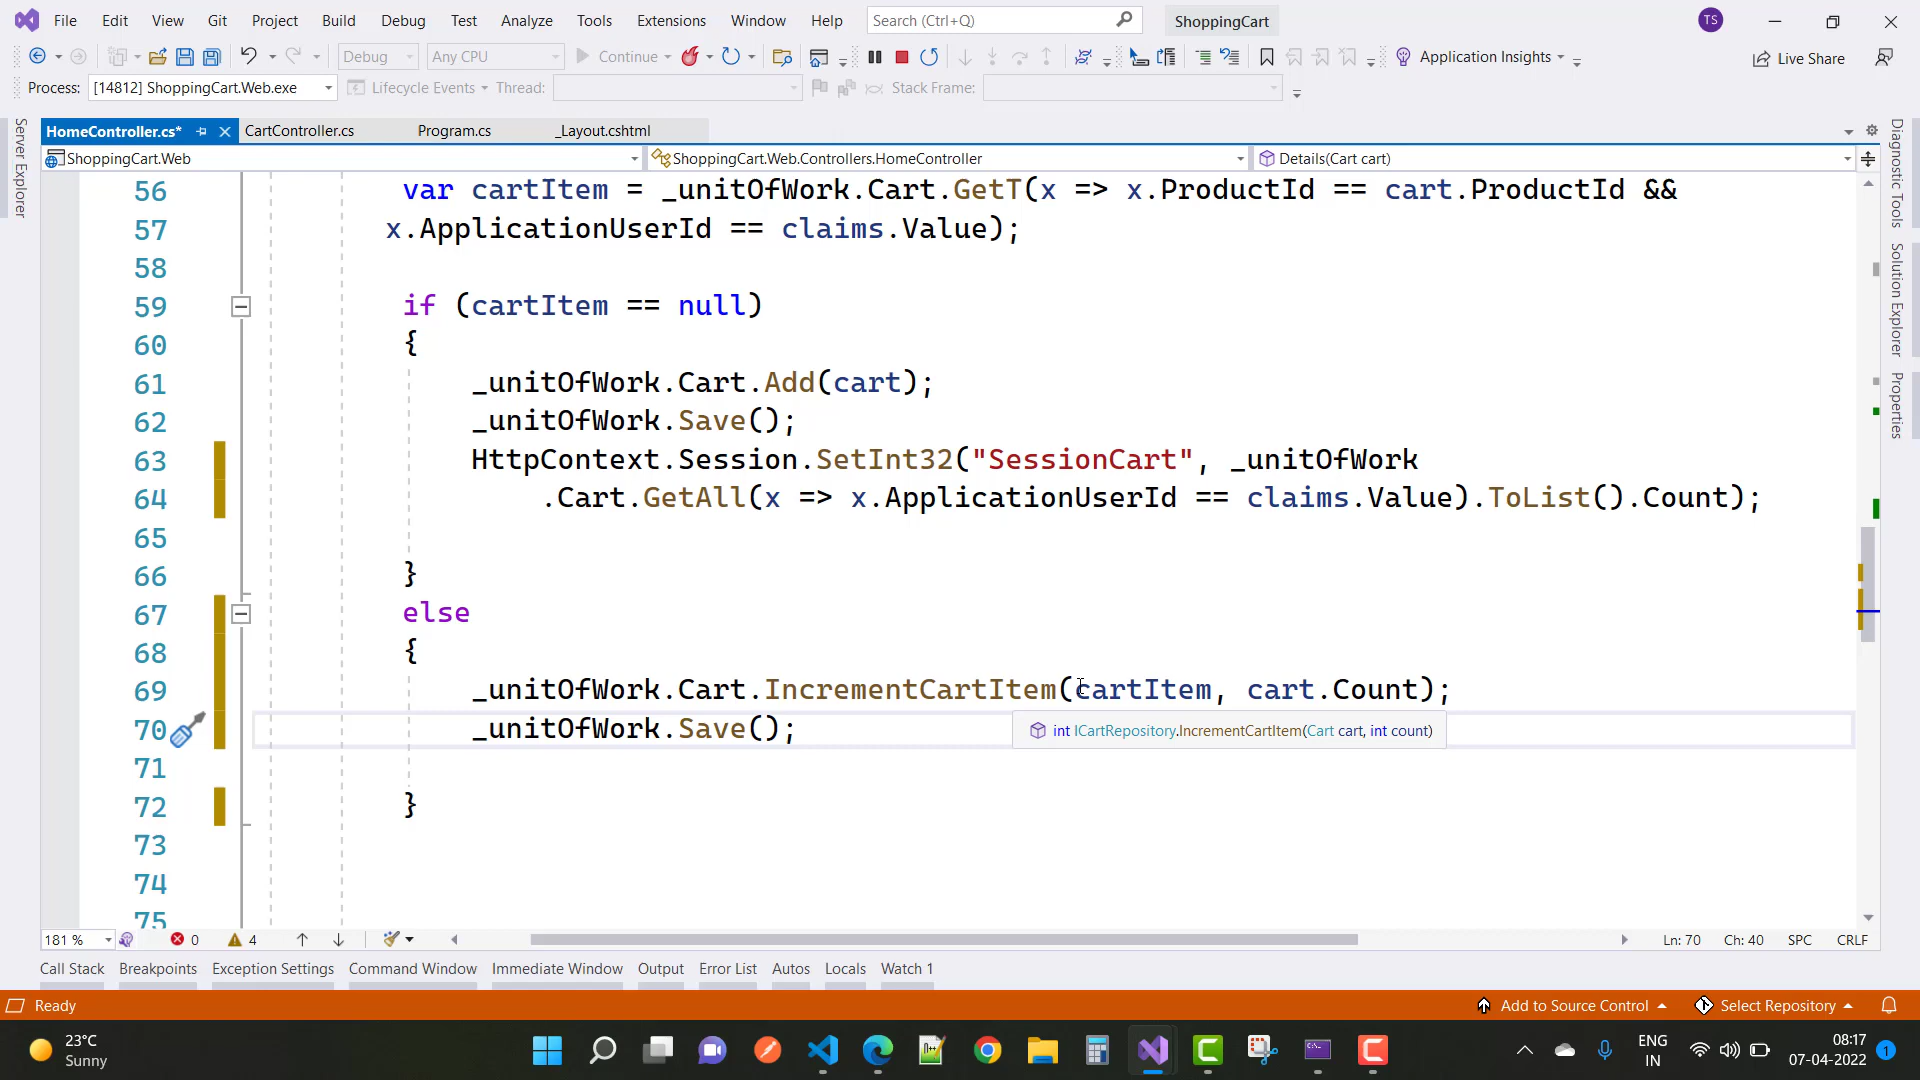 File Edit View Git Project Build Debug Test Analyze Tools Extensions Window Help Search (Ctrl+Q) ShoppingCart TS
Debug Any CPU Continue Application Insights Live Share
Process: [14812] ShoppingCart.Web.exe Lifecycle Events Thread: Stack Frame:
HomeController.cs* CartController.cs Program.cs _Layout.cshtml
ShoppingCart.Web ShoppingCart.Web.Controllers.HomeController Details(Cart cart)
Server Explorer
Diagnostic Tools
Solution Explorer
Properties
56 var cartItem = _unitOfWork.Cart.GetT(x => x.ProductId == cart.ProductId &&
57 x.ApplicationUserId == claims.Value);
58
59 if (cartItem == null)
60 {
61 _unitOfWork.Cart.Add(cart);
62 _unitOfWork.Save();
63 HttpContext.Session.SetInt32("SessionCart", _unitOfWork
64 .Cart.GetAll(x => x.ApplicationUserId == claims.Value).ToList().Count);
65
66 }
67 else
68 {
69 _unitOfWork.Cart.IncrementCartItem(cartItem, cart.Count);
70 _unitOfWork.Save();
int ICartRepository.IncrementCartItem(Cart cart, int count)
71
72 }
73
74
75
181 % 0 4 Ln: 70 Ch: 40 SPC CRLF
Call Stack Breakpoints Exception Settings Command Window Immediate Window Output Error List Autos Locals Watch 1
Ready Add to Source Control Select Repository
23°C
Sunny
ENG
IN
08:17
07-04-2022
1